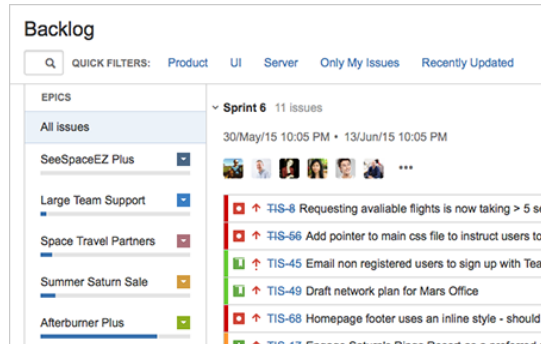 Backlog
QUICK FILTERS: Product UI Server Only My Issues Recently Updated
EPICS
All issues
SeeSpaceEZ Plus
Large Team Support
Space Travel Partners
Summer Saturn Sale
Afterburner Plus
Sprint 6 11 issues
30/May/15 10:05 PM • 13/Jun/15 10:05 PM
TIS-8 Requesting avaliable flights is now taking > 5 se
TIS-56 Add pointer to main css file to instruct users to
TIS-45 Email non registered users to sign up with Tea
TIS-49 Draft network plan for Mars Office
TIS-68 Homepage footer uses an inline style - should